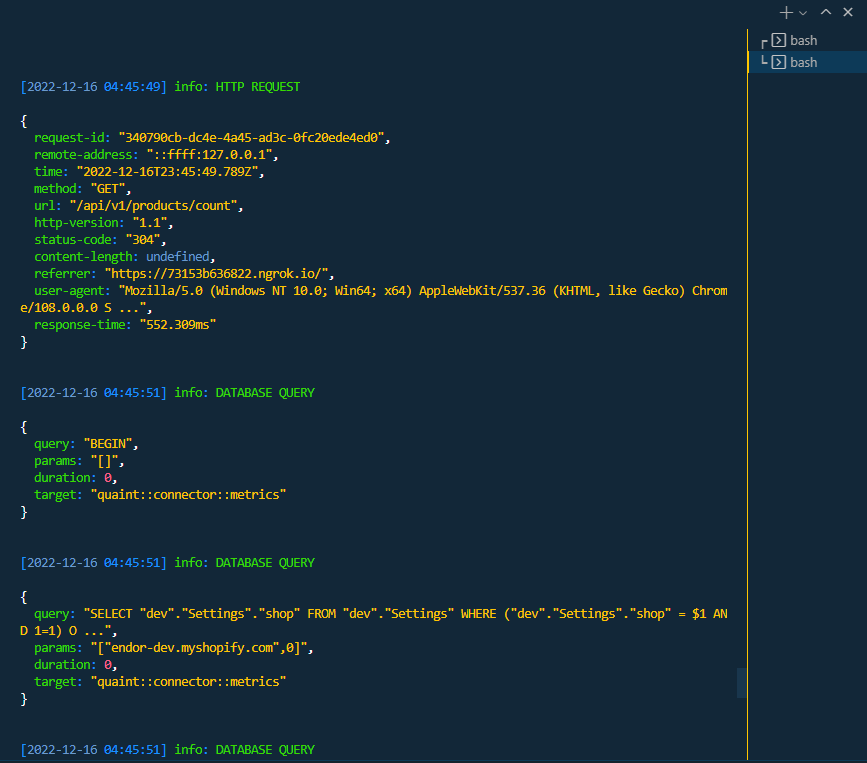 bash
bash
[2022-12-16 04:45:49] info: HTTP REQUEST
{
  request-id: "340790cb-dc4e-4a45-ad3c-0fc20ede4ed0",
  remote-address: "::ffff:127.0.0.1",
  time: "2022-12-16T23:45:49.789Z",
  method: "GET",
  url: "/api/v1/products/count",
  http-version: "1.1",
  status-code: "304",
  content-length: undefined,
  referrer: "https://73153b636822.ngrok.io/",
  user-agent: "Mozilla/5.0 (Windows NT 10.0; Win64; x64) AppleWebKit/537.36 (KHTML, like Gecko) Chrom
e/108.0.0.0 S ...",
  response-time: "552.309ms"
}
[2022-12-16 04:45:51] info: DATABASE QUERY
{
  query: "BEGIN",
  params: "[]",
  duration: 0,
  target: "quaint::connector::metrics"
}
[2022-12-16 04:45:51] info: DATABASE QUERY
{
  query: "SELECT "dev"."Settings"."shop" FROM "dev"."Settings" WHERE ("dev"."Settings"."shop" = $1 AN
D 1=1) O ...",
  params: "["endor-dev.myshopify.com",0]",
  duration: 0,
  target: "quaint::connector::metrics"
}
[2022-12-16 04:45:51] info: DATABASE QUERY